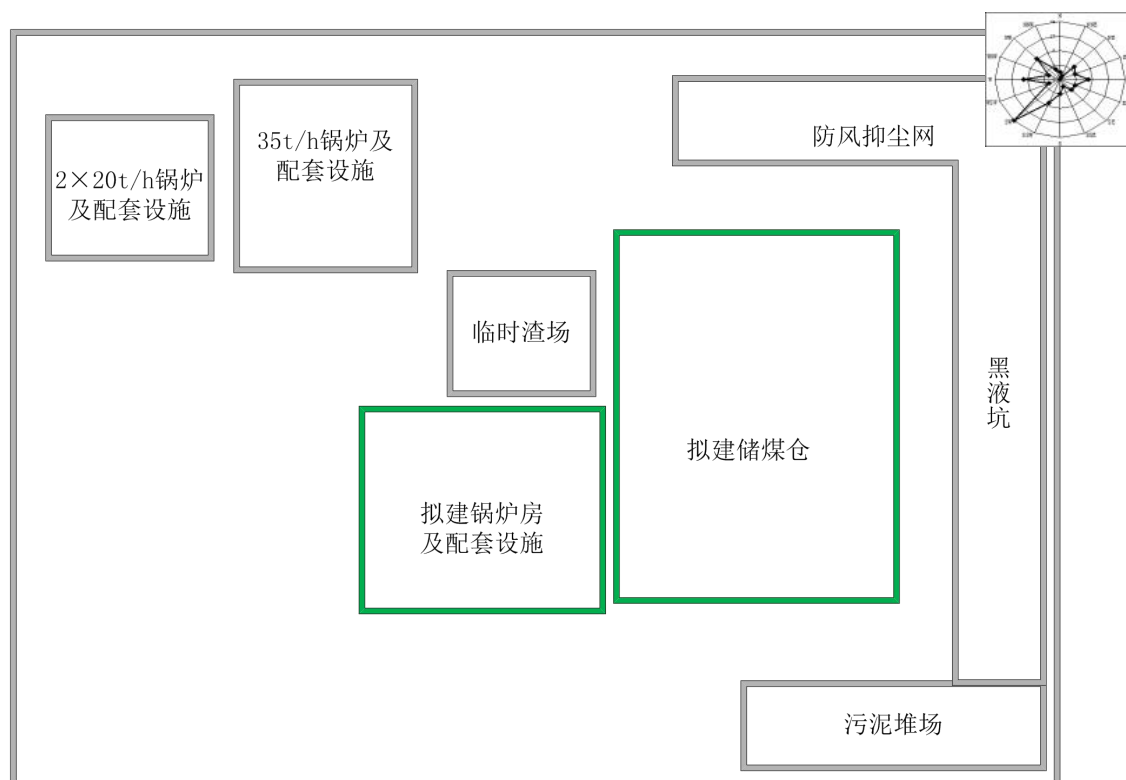 35t/h锅炉及
配套设施
2×20t/h锅炉
及配套设施
防风抑尘网
临时渣场
黑液坑
拟建储煤仓
拟建锅炉房
及配套设施
污泥堆场